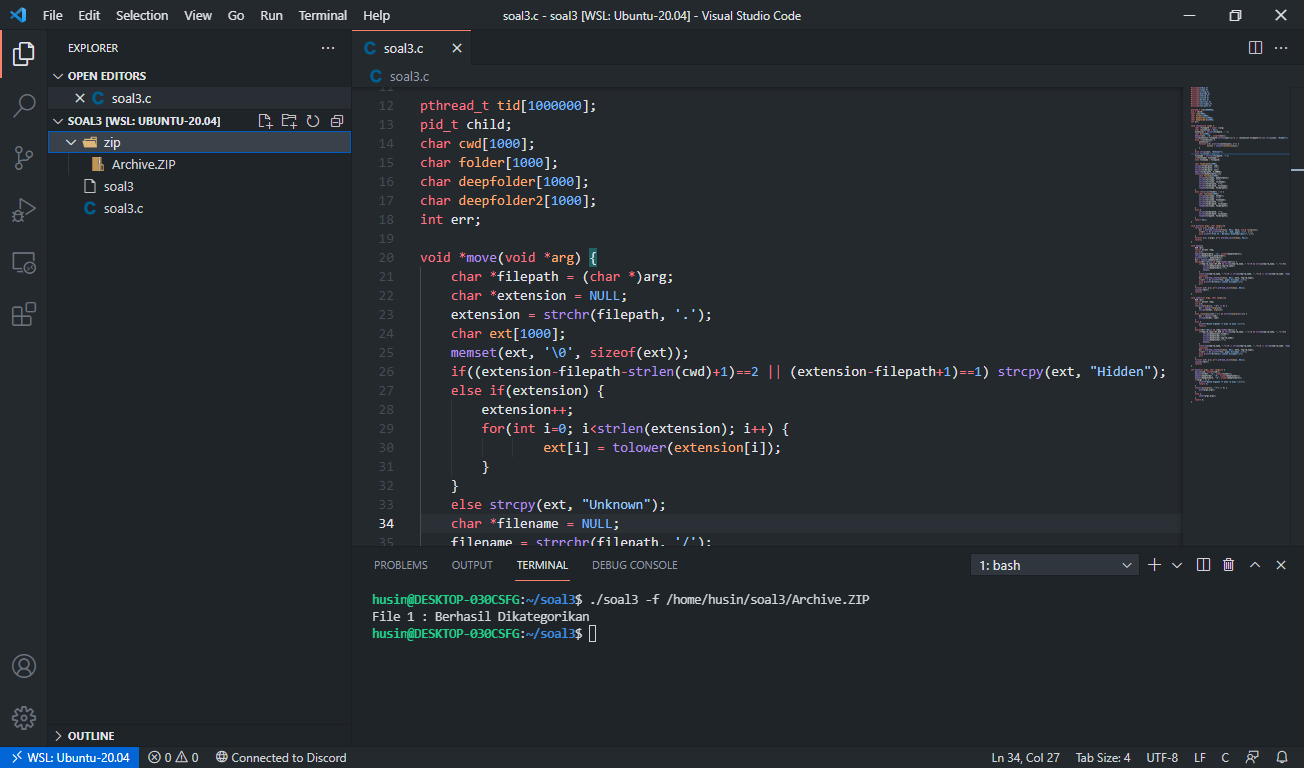 File Edit Selection View Go Run Terminal Help soal3.c - soal3 [WSL: Ubuntu-20.04] - Visual Studio Code
EXPLORER
OPEN EDITORS
soal3.c
SOAL3 [WSL: UBUNTU-20.04]
zip
Archive.ZIP
soal3
soal3.c
OUTLINE
soal3.c
soal3.c
11
12 pthread_t tid[1000000];
13 pid_t child;
14 char cwd[1000];
15 char folder[1000];
16 char deepfolder[1000];
17 char deepfolder2[1000];
18 int err;
19
20 void *move(void *arg) {
21 char *filepath = (char *)arg;
22 char *extension = NULL;
23 extension = strchr(filepath, '.');
24 char ext[1000];
25 memset(ext, '\0', sizeof(ext));
26 if((extension-filepath-strlen(cwd)+1)==2 || (extension-filepath+1)==1) strcpy(ext, "Hidden");
27 else if(extension) {
28 extension++;
29 for(int i=0; i<strlen(extension); i++) {
30 ext[i] = tolower(extension[i]);
31 }
32 }
33 else strcpy(ext, "Unknown");
34 char *filename = NULL;
35 filename = strrchr(filepath, '/');
PROBLEMS OUTPUT TERMINAL DEBUG CONSOLE 1: bash
husin@DESKTOP-030CSFG:~/soal3$ ./soal3 -f /home/husin/soal3/Archive.ZIP
File 1 : Berhasil Dikategorikan
husin@DESKTOP-030CSFG:~/soal3$
WSL: Ubuntu-20.04 0 0 Connected to Discord Ln 34, Col 27 Tab Size: 4 UTF-8 LF C